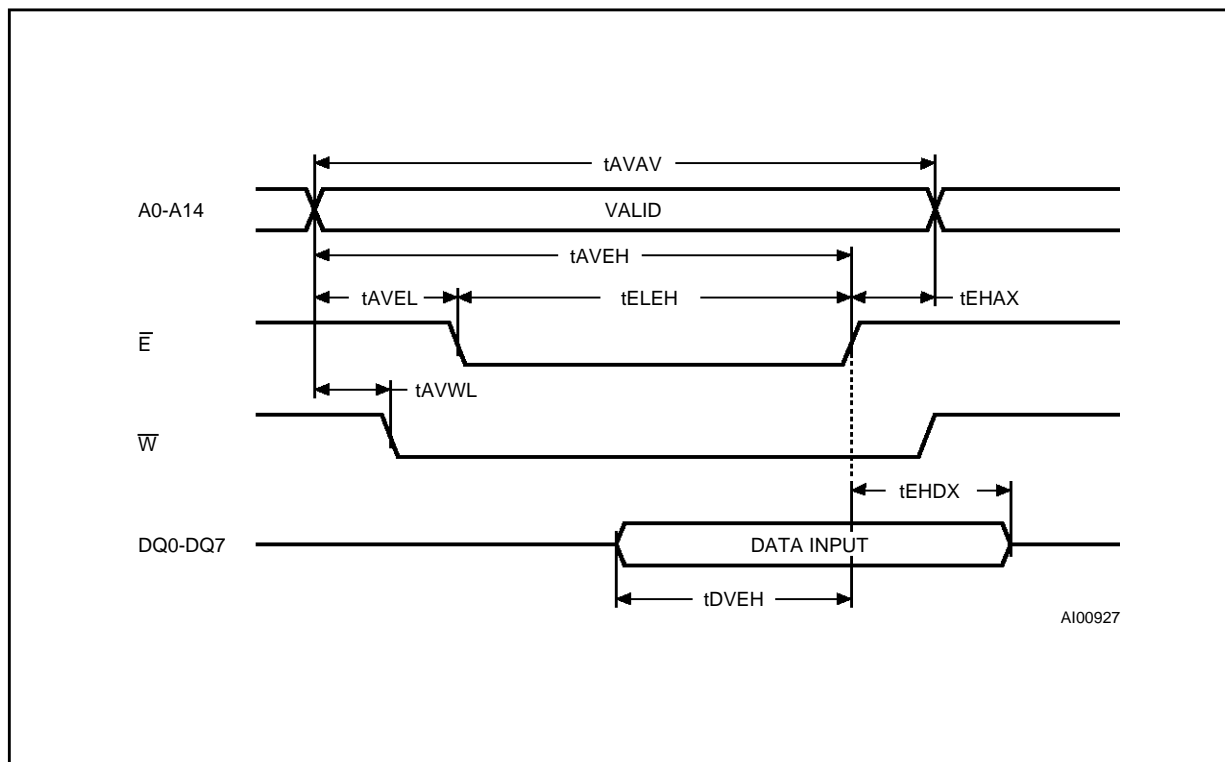 tAVAV
A0-A14
VALID
tAVEH
tAVEL
tELEH
tEHAX
E̅
tAVWL
W̅
tEHDX
DQ0-DQ7
DATA INPUT
tDVEH
AI00927